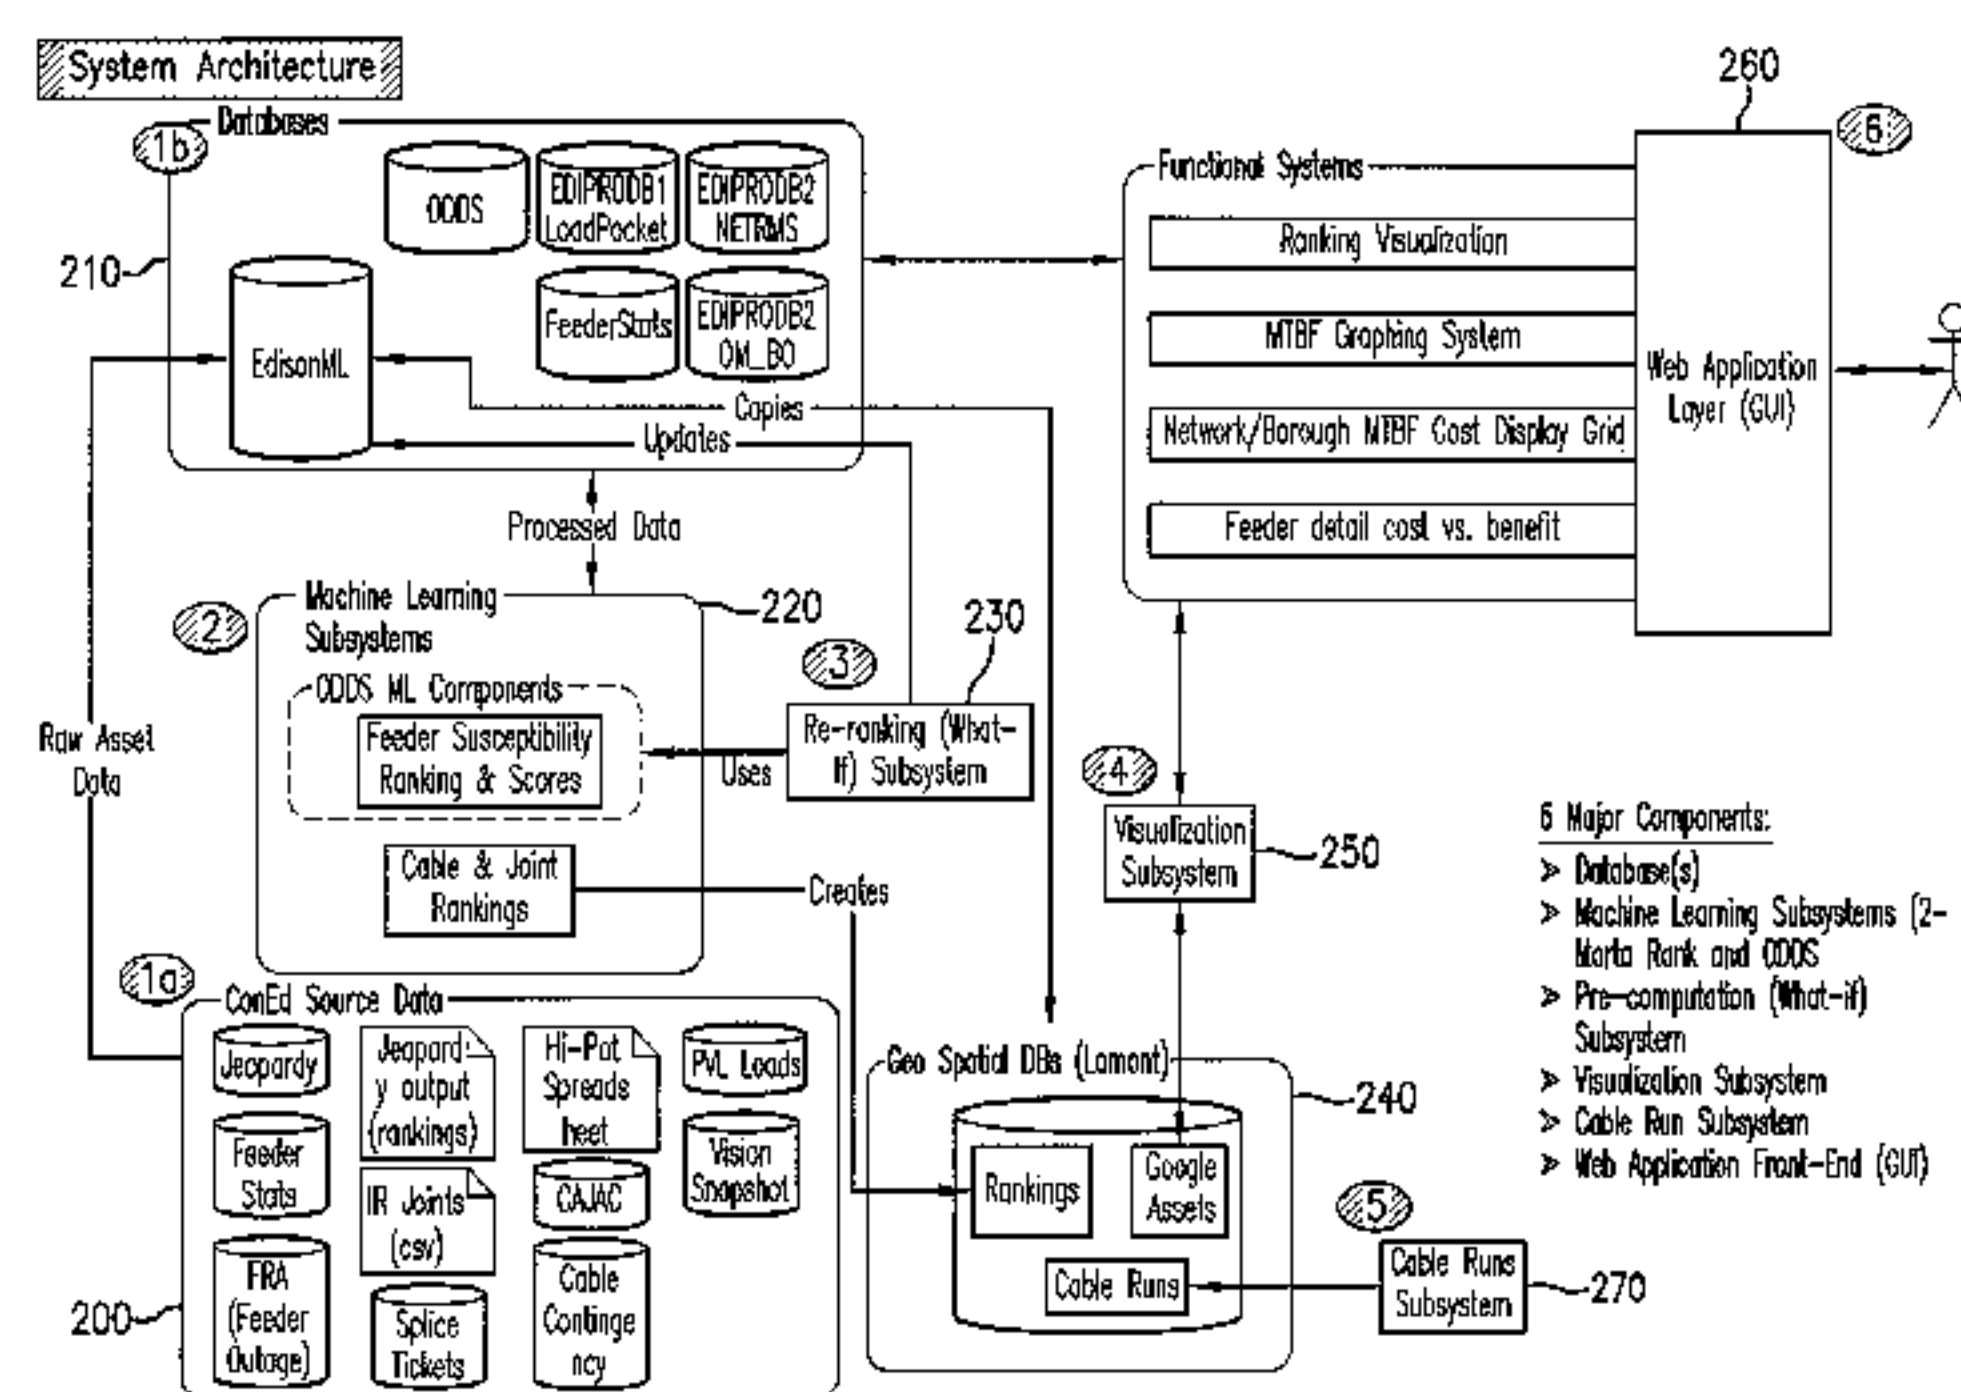 System Architecture
260
6
1b
Databases
OODS
EDIPRODB1
LoadPocket
EDIPRODB2
NETRMS
210
EdisonML
FeederStats
EDIPRODB2
OM_BO
Copies
Updates
Functional Systems
Ranking Visualization
MTBF Graphing System
Network/Borough MTBF Cost Display Grid
Feeder detail cost vs. benefit
Web Application
Layer (GUI)
Processed Data
2
Machine Learning
Subsystems
220
ODDS ML Components
Feeder Susceptibility
Ranking & Scores
Cable & Joint
Rankings
3
230
Re-ranking (What-
If) Subsystem
Uses
Creates
Raw Asset
Data
4
Visualization
Subsystem
250
6 Major Components:
➢ Database(s)
➢ Machine Learning Subsystems (2-
Marta Rank and ODDS
➢ Pre-computation (What-if)
Subsystem
➢ Visualization Subsystem
➢ Cable Run Subsystem
➢ Web Application Front-End (GUI)
1a
ConEd Source Data
Jeopardy
Jeopard-
y output
(rankings)
Hi-Pot
Spreads
heet
PVL Loads
Feeder
Stats
IR Joints
(csv)
CAJAC
Vision
Snapshot
FRA
(Feeder
Outage)
Splice
Tickets
Cable
Continge
ncy
200
Geo Spatial DBs (Lamont)
240
Rankings
Google
Assets
Cable Runs
5
Cable Runs
Subsystem
270